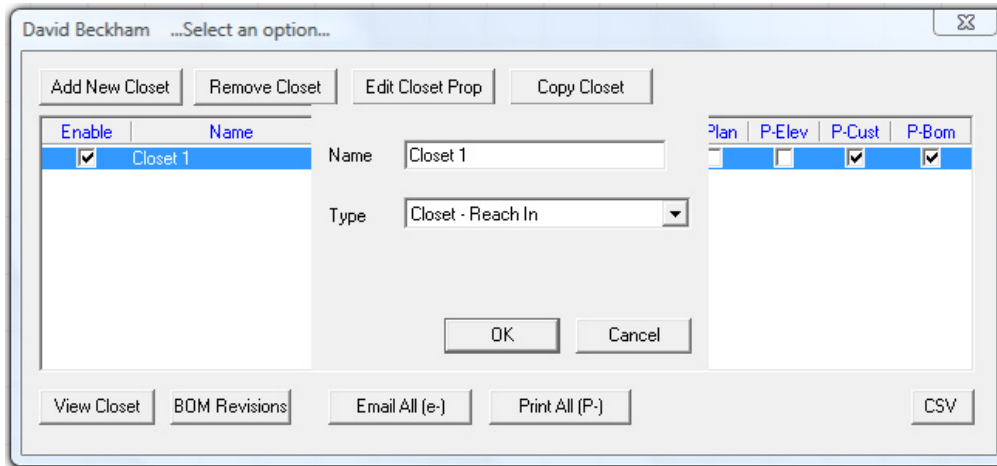 David Beckham ...Select an option...
Add New Closet Remove Closet Edit Closet Prop Copy Closet
Enable Name Plan P-Elev P-Cust P-Bom
Closet 1
Name Closet 1
Type Closet - Reach In
OK Cancel
View Closet BOM Revisions Email All (e-) Print All (P-) CSV